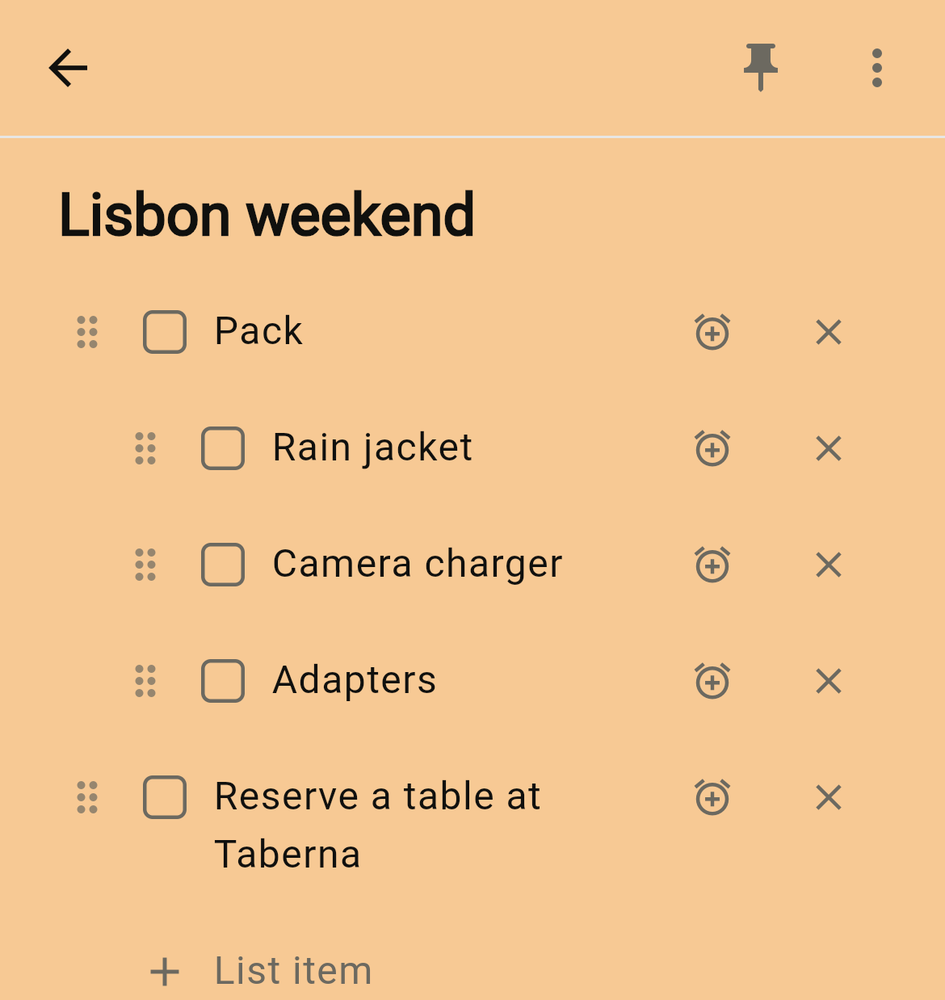 Lisbon weekend
Pack
Rain jacket
Camera charger
Adapters
Reserve a table at
Taberna
List item